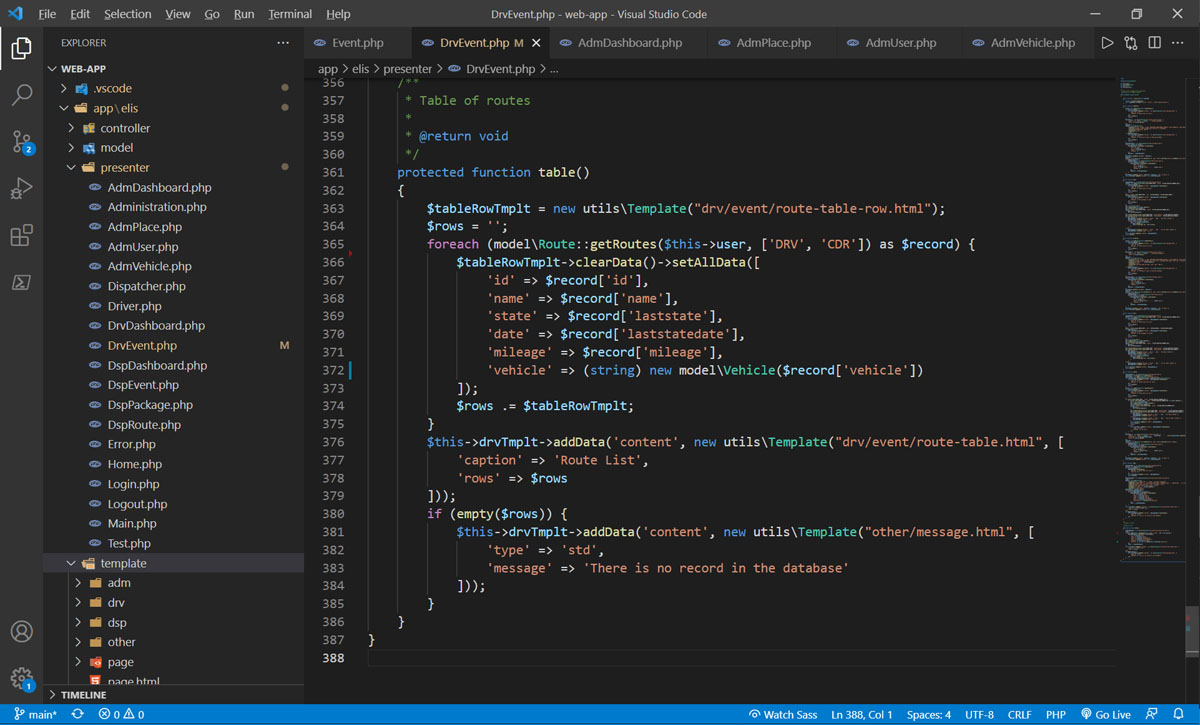 File Edit Selection View Go Run Terminal Help
DrvEvent.php - web-app - Visual Studio Code
EXPLORER
WEB-APP
.vscode
app\elis
controller
model
presenter
AdmDashboard.php
Administration.php
AdmPlace.php
AdmUser.php
AdmVehicle.php
Dispatcher.php
Driver.php
DrvDashboard.php
DrvEvent.php M
DspDashboard.php
DspEvent.php
DspPackage.php
DspRoute.php
Error.php
Home.php
Login.php
Logout.php
Main.php
Test.php
template
adm
drv
dsp
other
page
page.html
TIMELINE
2
1
Event.php DrvEvent.php M AdmDashboard.php AdmPlace.php AdmUser.php AdmVehicle.php
app > elis > presenter > DrvEvent.php > ...
356 /**
357 * Table of routes
358 *
359 * @return void
360 */
361 protected function table()
362 {
363 $tableRowTmplt = new utils\Template("drv/event/route-table-row.html");
364 $rows = '';
365 foreach (model\Route::getRoutes($this->user, ['DRV', 'CDR']) as $record) {
366 $tableRowTmplt->clearData()->setAllData([
367 'id' => $record['id'],
368 'name' => $record['name'],
369 'state' => $record['laststate'],
370 'date' => $record['laststatedate'],
371 'mileage' => $record['mileage'],
372 'vehicle' => (string) new model\Vehicle($record['vehicle'])
373 ]);
374 $rows .= $tableRowTmplt;
375 }
376 $this->drvTmplt->addData('content', new utils\Template("drv/event/route-table.html", [
377 'caption' => 'Route List',
378 'rows' => $rows
379 ]));
380 if (empty($rows)) {
381 $this->drvTmplt->addData('content', new utils\Template("other/message.html", [
382 'type' => 'std',
383 'message' => 'There is no record in the database'
384 ]));
385 }
386 }
387 }
388
main* 0 0 Watch Sass Ln 388, Col 1 Spaces: 4 UTF-8 CRLF PHP Go Live